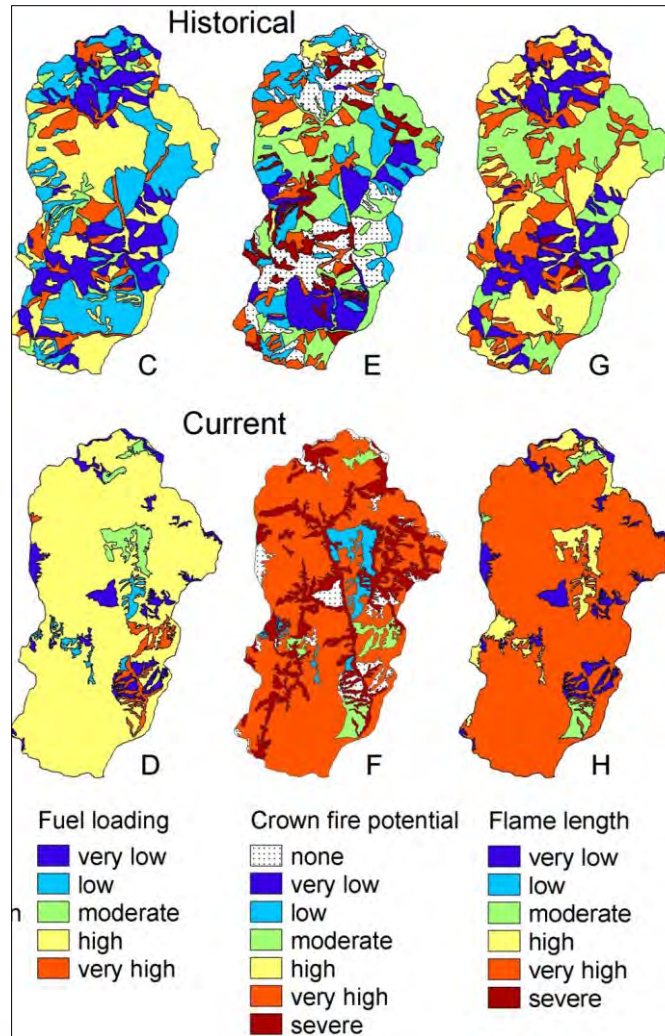 Historical
C
E
G
Current
D
F
H
Fuel loading
very low
low
moderate
high
very high
n
Crown fire potential
none
very low
low
moderate
high
very high
severe
Flame length
very low
low
moderate
high
very high
severe